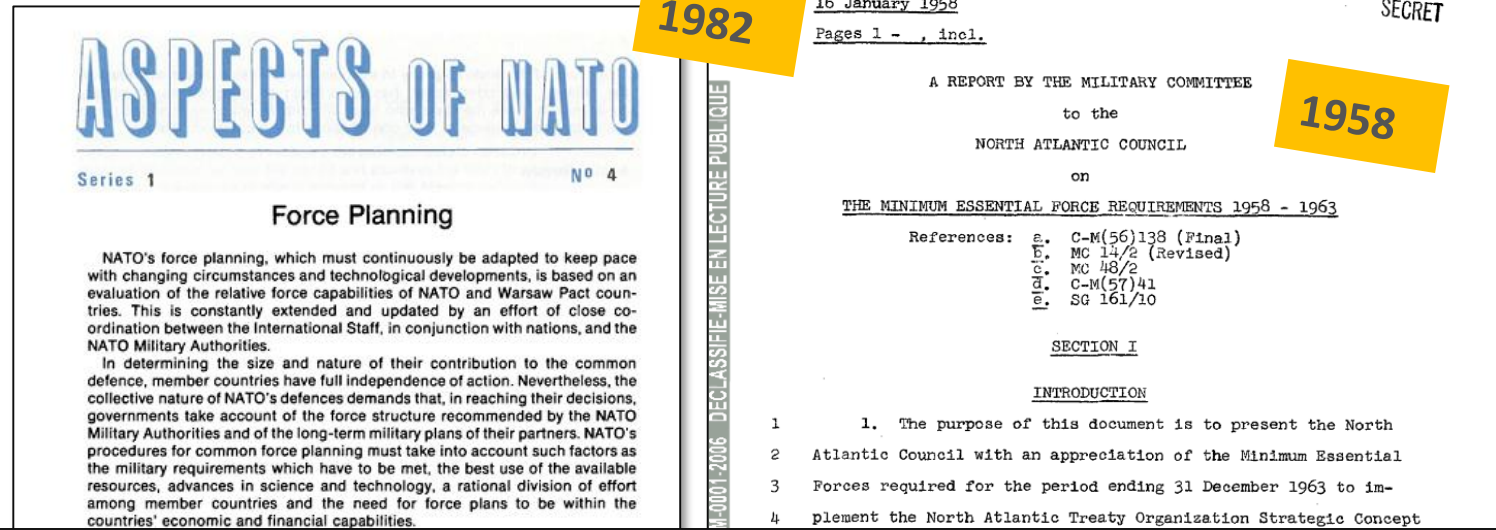 1982
ASPECTS OF NATO
Series 1 Nº 4
Force Planning
NATO's force planning, which must continuously be adapted to keep pace
with changing circumstances and technological developments, is based on an
evaluation of the relative force capabilities of NATO and Warsaw Pact coun-
tries. This is constantly extended and updated by an effort of close co-
ordination between the International Staff, in conjunction with nations, and the
NATO Military Authorities.
In determining the size and nature of their contribution to the common
defence, member countries have full independence of action. Nevertheless, the
collective nature of NATO's defences demands that, in reaching their decisions,
governments take account of the force structure recommended by the NATO
Military Authorities and of the long-term military plans of their partners. NATO's
procedures for common force planning must take into account such factors as
the military requirements which have to be met, the best use of the available
resources, advances in science and technology, a rational division of effort
among member countries and the need for force plans to be within the
countries' economic and financial capabilities.
16 January 1958
SECRET
Pages 1 - , incl.
1958
A REPORT BY THE MILITARY COMMITTEE
to the
NORTH ATLANTIC COUNCIL
on
THE MINIMUM ESSENTIAL FORCE REQUIREMENTS 1958 - 1963
References: a. C-M(56)138 (Final)
b. MC 14/2 (Revised)
c. MC 48/2
d. C-M(57)41
e. SG 161/10
SECTION I
INTRODUCTION
1 1. The purpose of this document is to present the North
2 Atlantic Council with an appreciation of the Minimum Essential
3 Forces required for the period ending 31 December 1963 to im-
4 plement the North Atlantic Treaty Organization Strategic Concept
M-0001-2006 DECLASSIFIE-MISE EN LECTURE PUBLIQUE